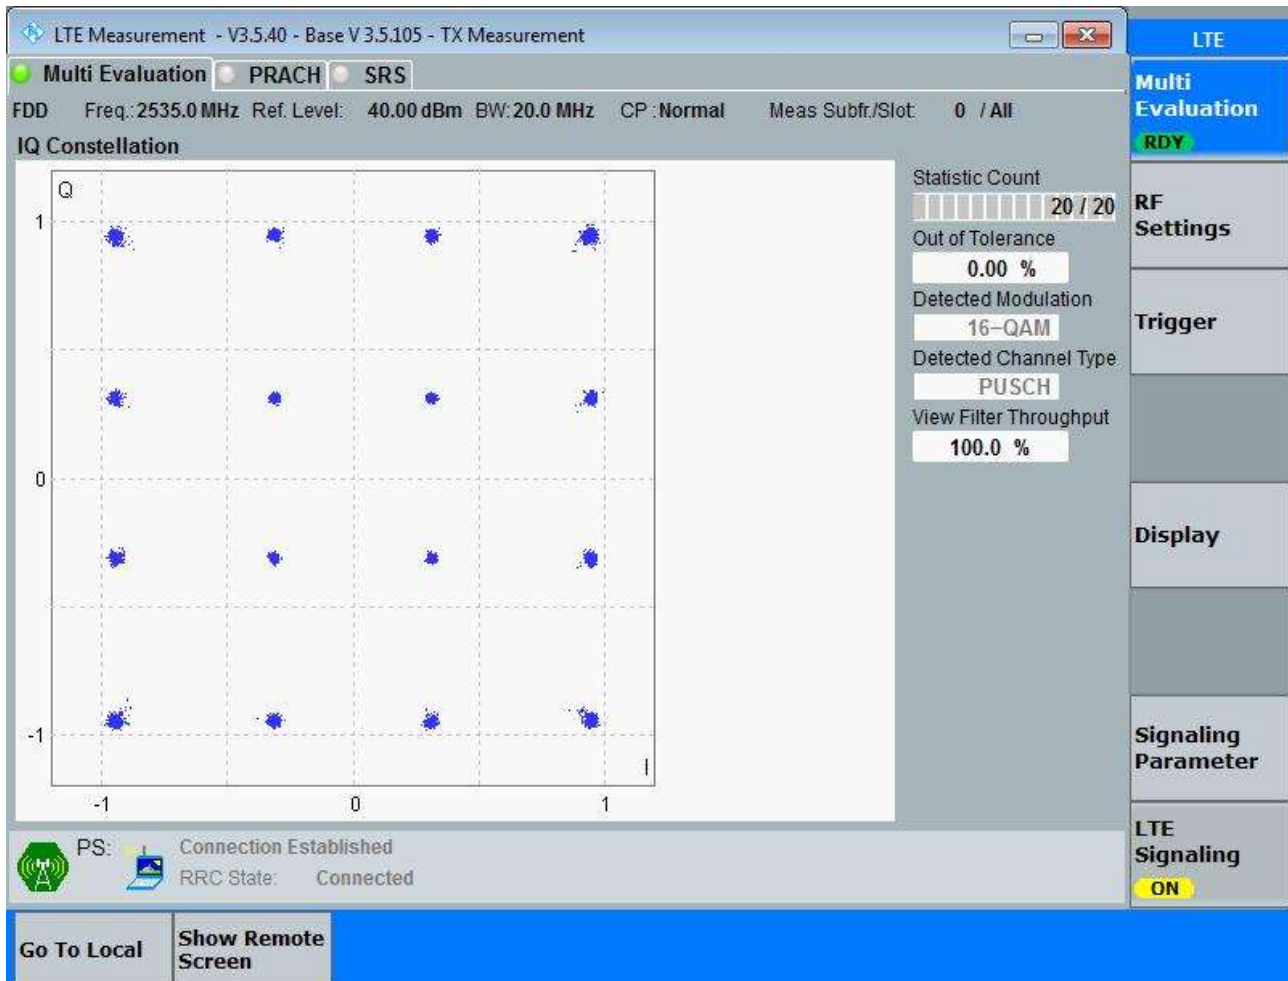 LTE Measurement - V3.5.40 - Base V 3.5.105 - TX Measurement
LTE
Multi Evaluation PRACH SRS
FDD Freq.: 2535.0 MHz Ref. Level: 40.00 dBm BW: 20.0 MHz CP : Normal Meas Subfr./Slot: 0 / All
IQ Constellation
Q
1
0
-1
-1 0 1
I
Statistic Count
20 / 20
Out of Tolerance
0.00 %
Detected Modulation
16-QAM
Detected Channel Type
PUSCH
View Filter Throughput
100.0 %
Multi
Evaluation
RDY
RF
Settings
Trigger
Display
Signaling
Parameter
LTE
Signaling
ON
PS: Connection Established
RRC State: Connected
Go To Local
Show Remote
Screen